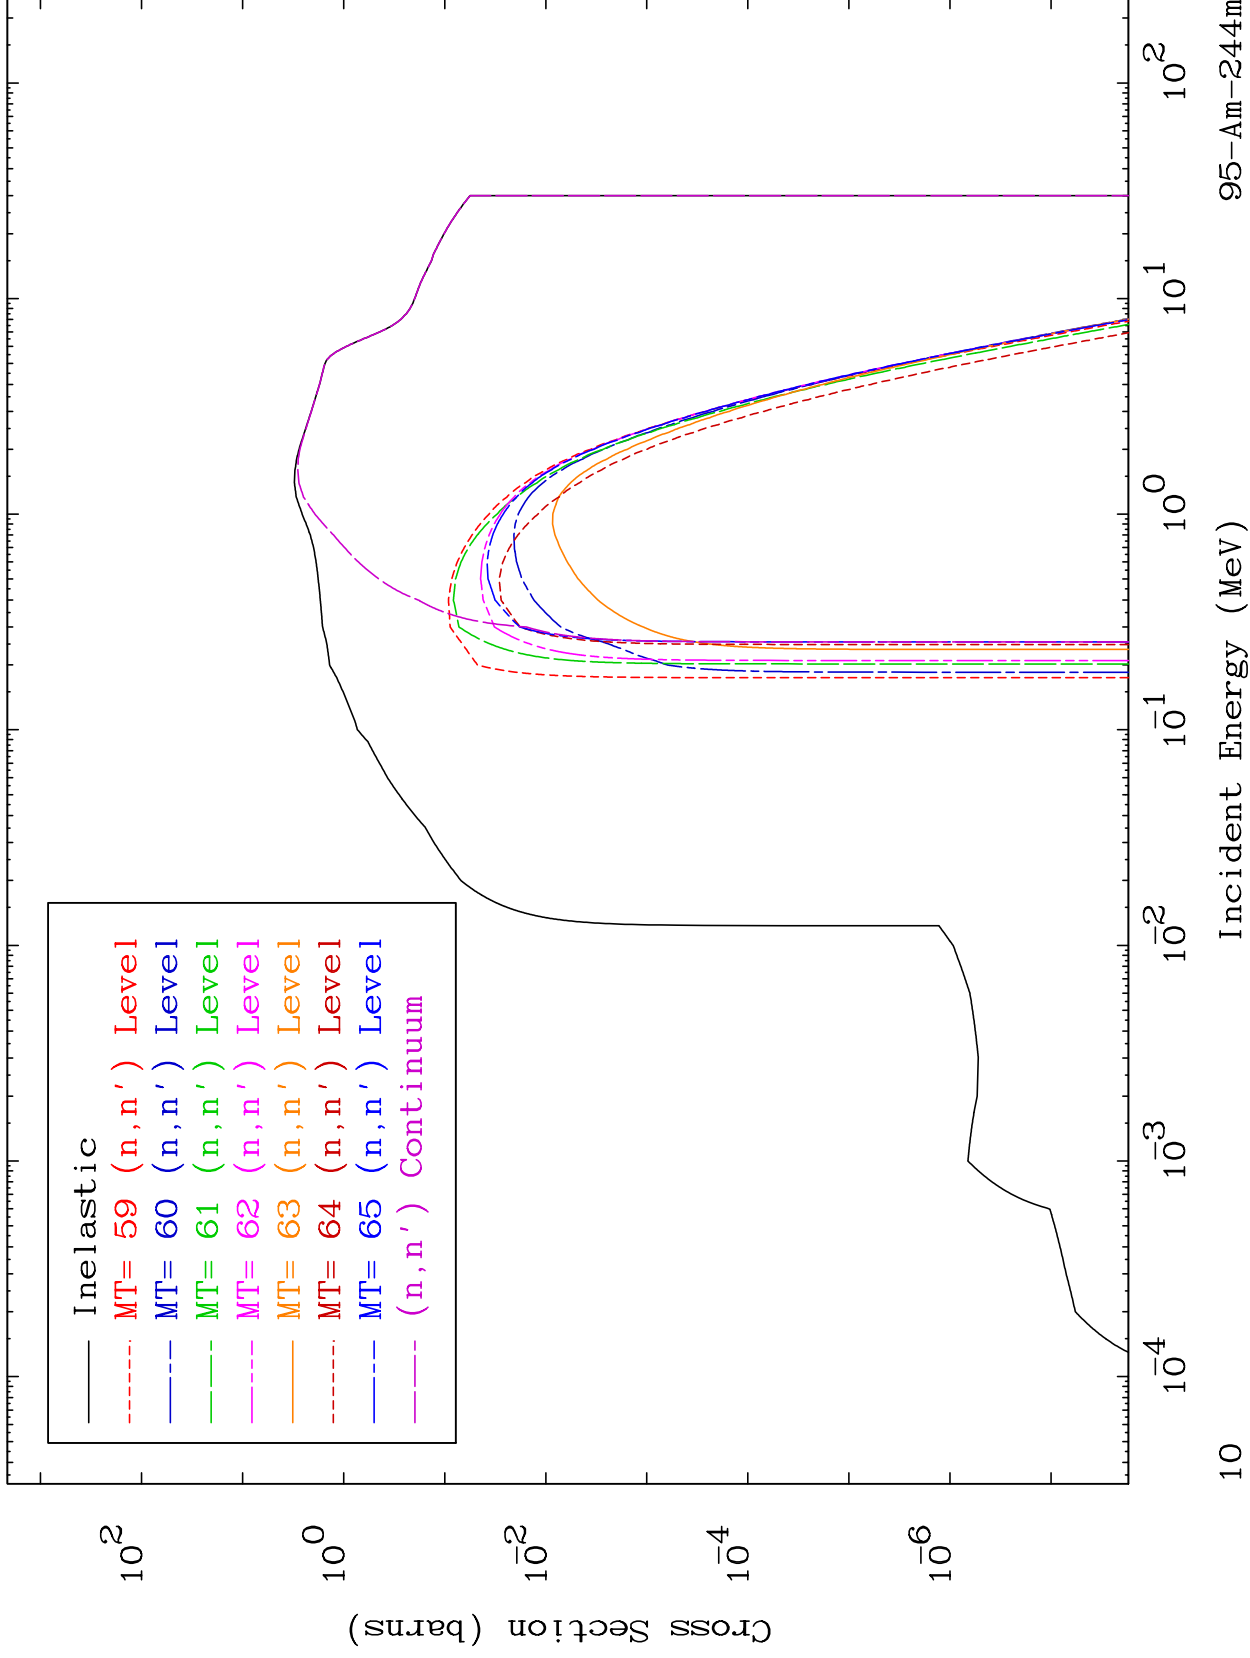 Inelastic
MT= 59 (n,n') Level
MT= 60 (n,n') Level
MT= 61 (n,n') Level
MT= 62 (n,n') Level
MT= 63 (n,n') Level
MT= 64 (n,n') Level
MT= 65 (n,n') Level
(n,n') Continuum
Cross Section (barns)
10^2
10^0
10^-2
10^-4
10^-6
10^-4
10^-3
10^-2
10^-1
10^0
10^1
10^2
Incident Energy (MeV)
10
95-Am-244m